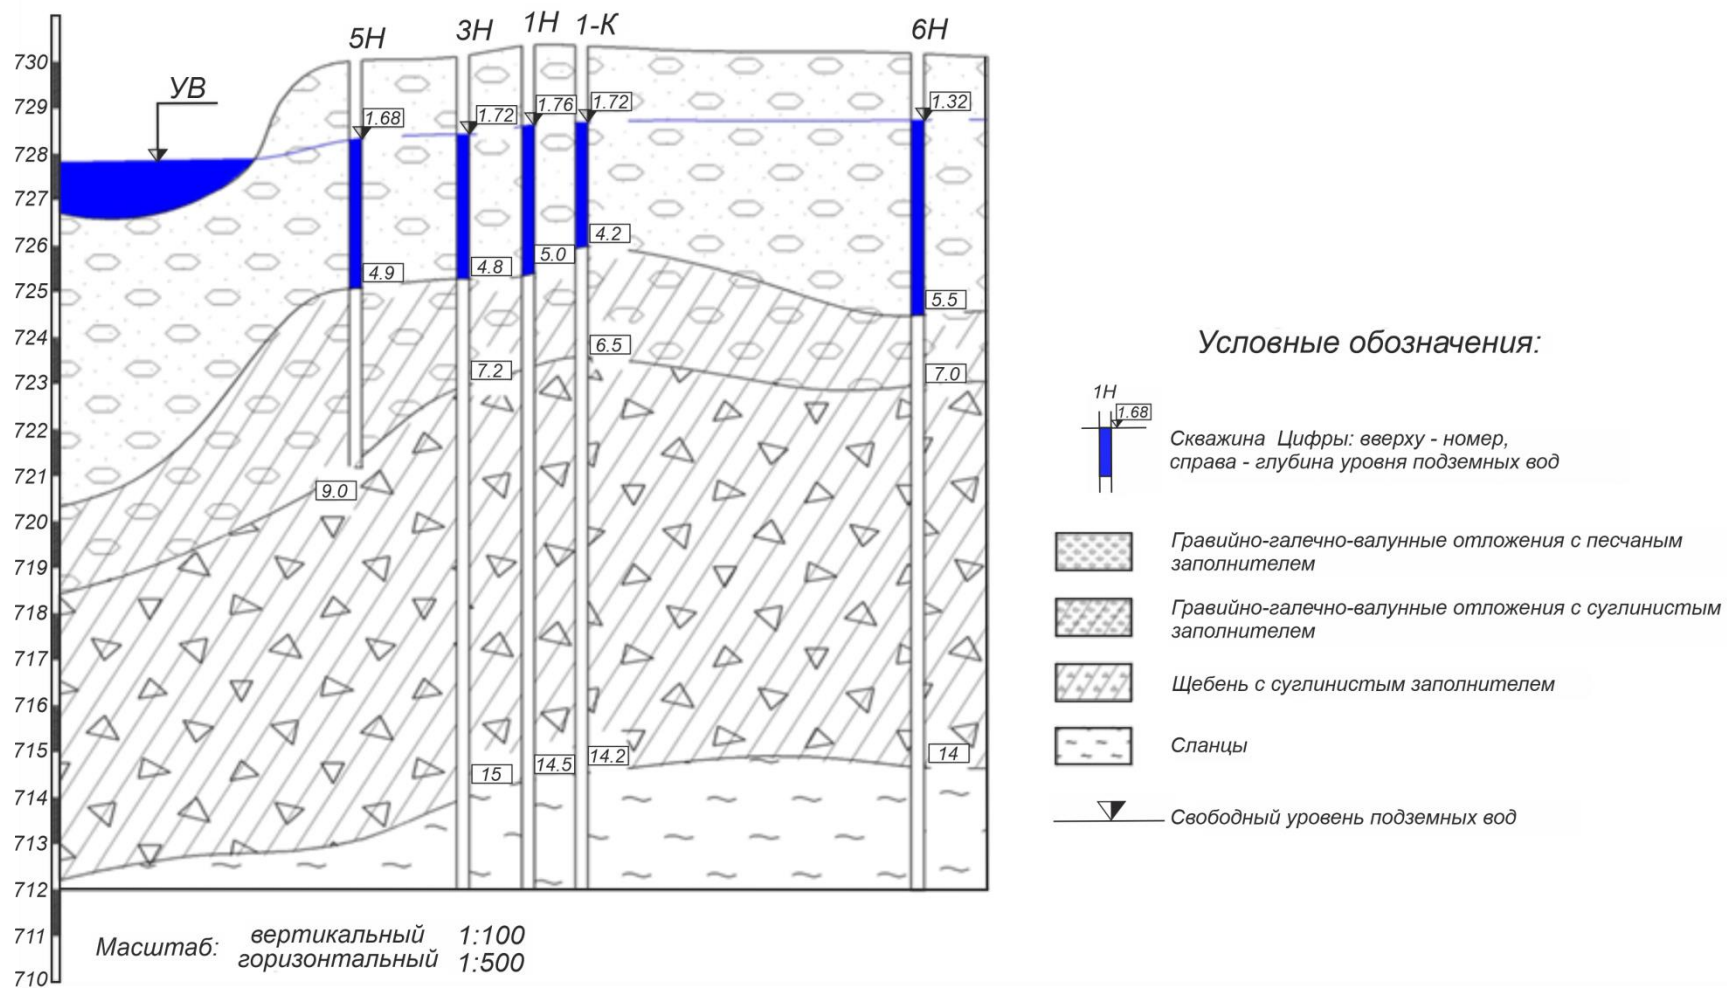 5Н
3Н
1Н
1-К
6Н
УВ
730
729
728
727
726
725
724
723
722
721
720
719
718
717
716
715
714
713
712
711
710
1.68
1.72
1.76
1.72
1.32
4.9
4.8
5.0
4.2
5.5
9.0
7.2
6.5
7.0
15
14.5
14.2
14
Масштаб:
вертикальный 1:100
горизонтальный 1:500
Условные обозначения:
1Н
1.68
Скважина Цифры: вверху - номер,
справа - глубина уровня подземных вод
Гравийно-галечно-валунные отложения с песчаным
заполнителем
Гравийно-галечно-валунные отложения с суглинистым
заполнителем
Щебень с суглинистым заполнителем
Сланцы
Свободный уровень подземных вод